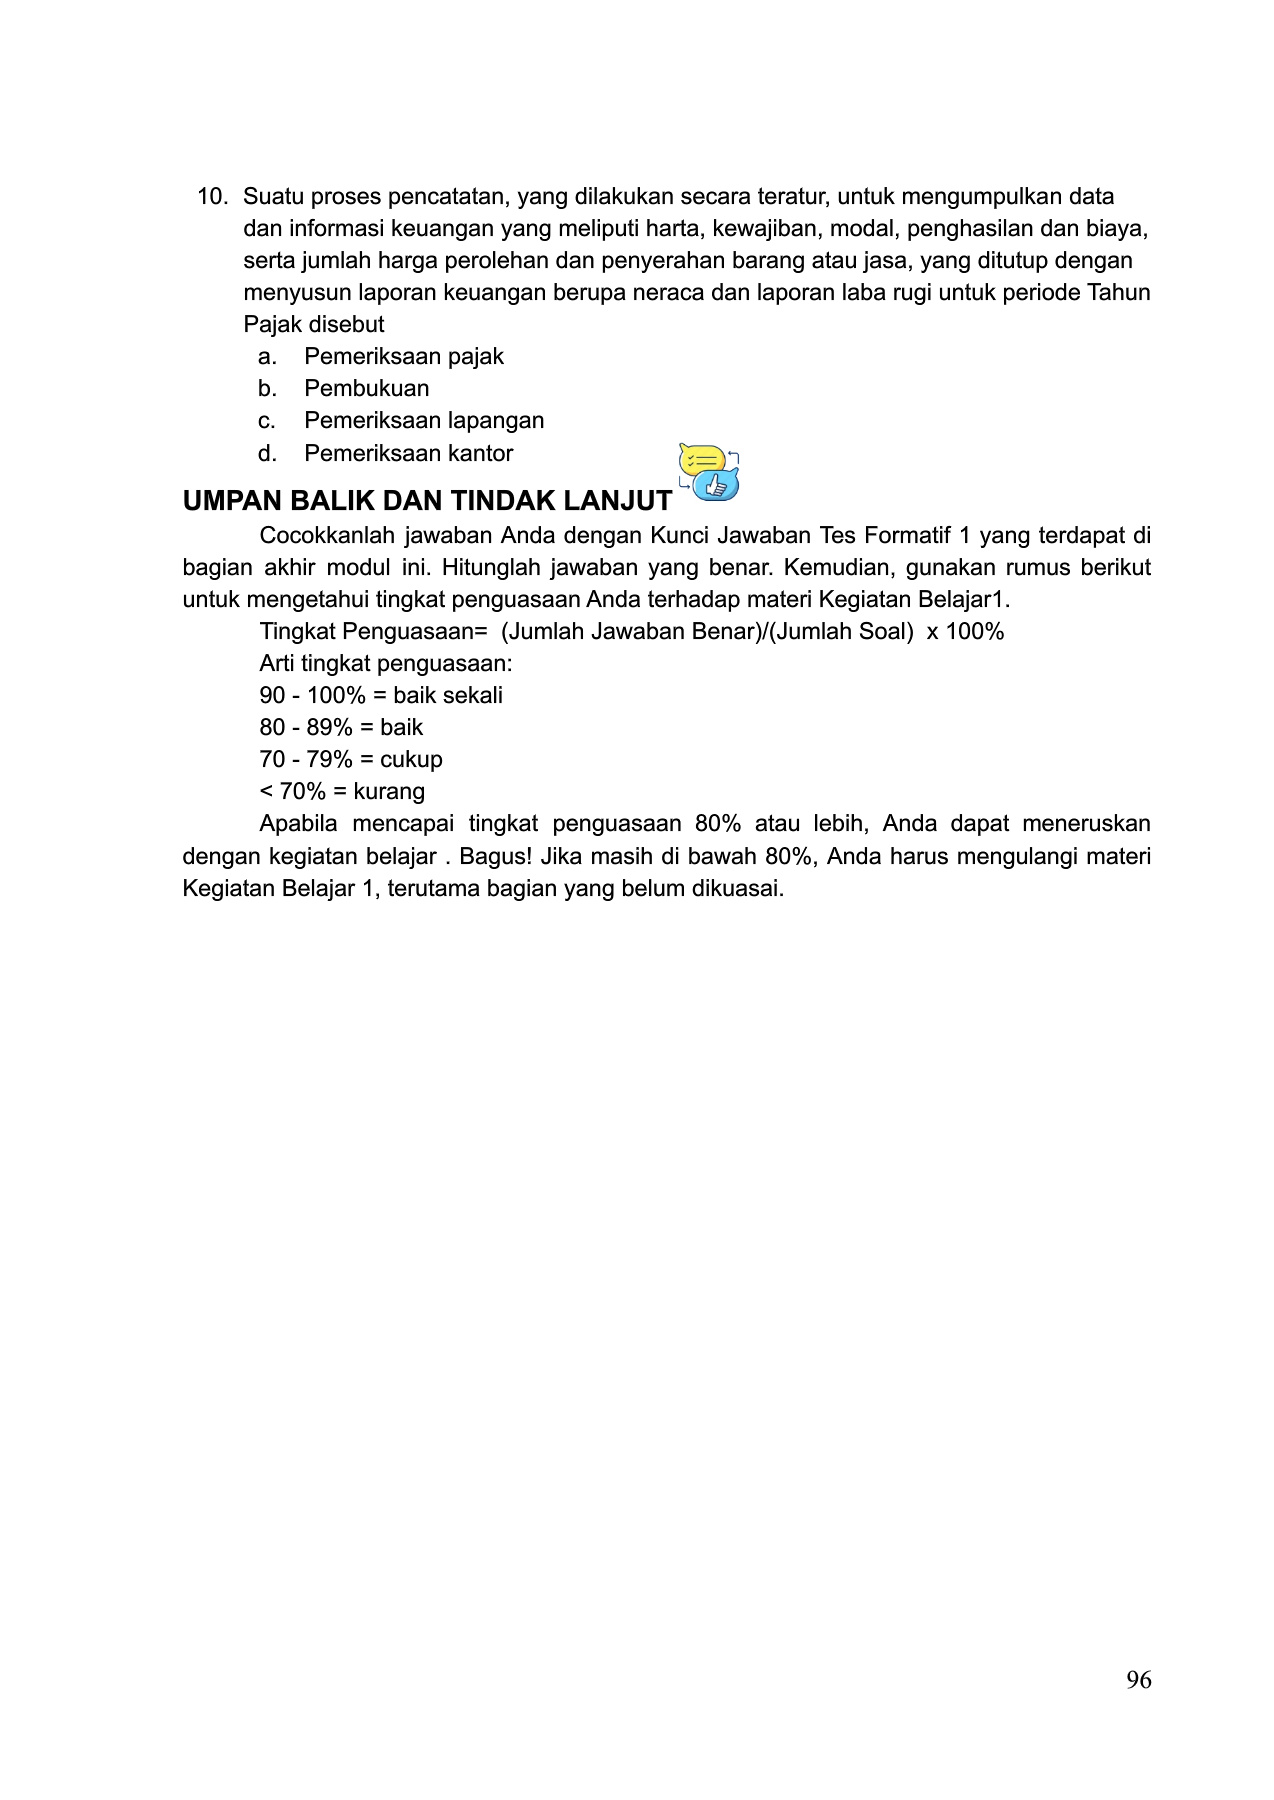 10. Suatu proses pencatatan, yang dilakukan secara teratur, untuk mengumpulkan data
dan informasi keuangan yang meliputi harta, kewajiban, modal, penghasilan dan biaya,
serta jumlah harga perolehan dan penyerahan barang atau jasa, yang ditutup dengan
menyusun laporan keuangan berupa neraca dan laporan laba rugi untuk periode Tahun
Pajak disebut
a. Pemeriksaan pajak
b. Pembukuan
c. Pemeriksaan lapangan
d. Pemeriksaan kantor
UMPAN BALIK DAN TINDAK LANJUT
Cocokkanlah jawaban Anda dengan Kunci Jawaban Tes Formatif 1 yang terdapat di
bagian akhir modul ini. Hitunglah jawaban yang benar. Kemudian, gunakan rumus berikut
untuk mengetahui tingkat penguasaan Anda terhadap materi Kegiatan Belajar1.
Tingkat Penguasaan= (Jumlah Jawaban Benar)/(Jumlah Soal) x 100%
Arti tingkat penguasaan:
90 - 100% = baik sekali
80 - 89% = baik
70 - 79% = cukup
< 70% = kurang
Apabila mencapai tingkat penguasaan 80% atau lebih, Anda dapat meneruskan
dengan kegiatan belajar . Bagus! Jika masih di bawah 80%, Anda harus mengulangi materi
Kegiatan Belajar 1, terutama bagian yang belum dikuasai.
96